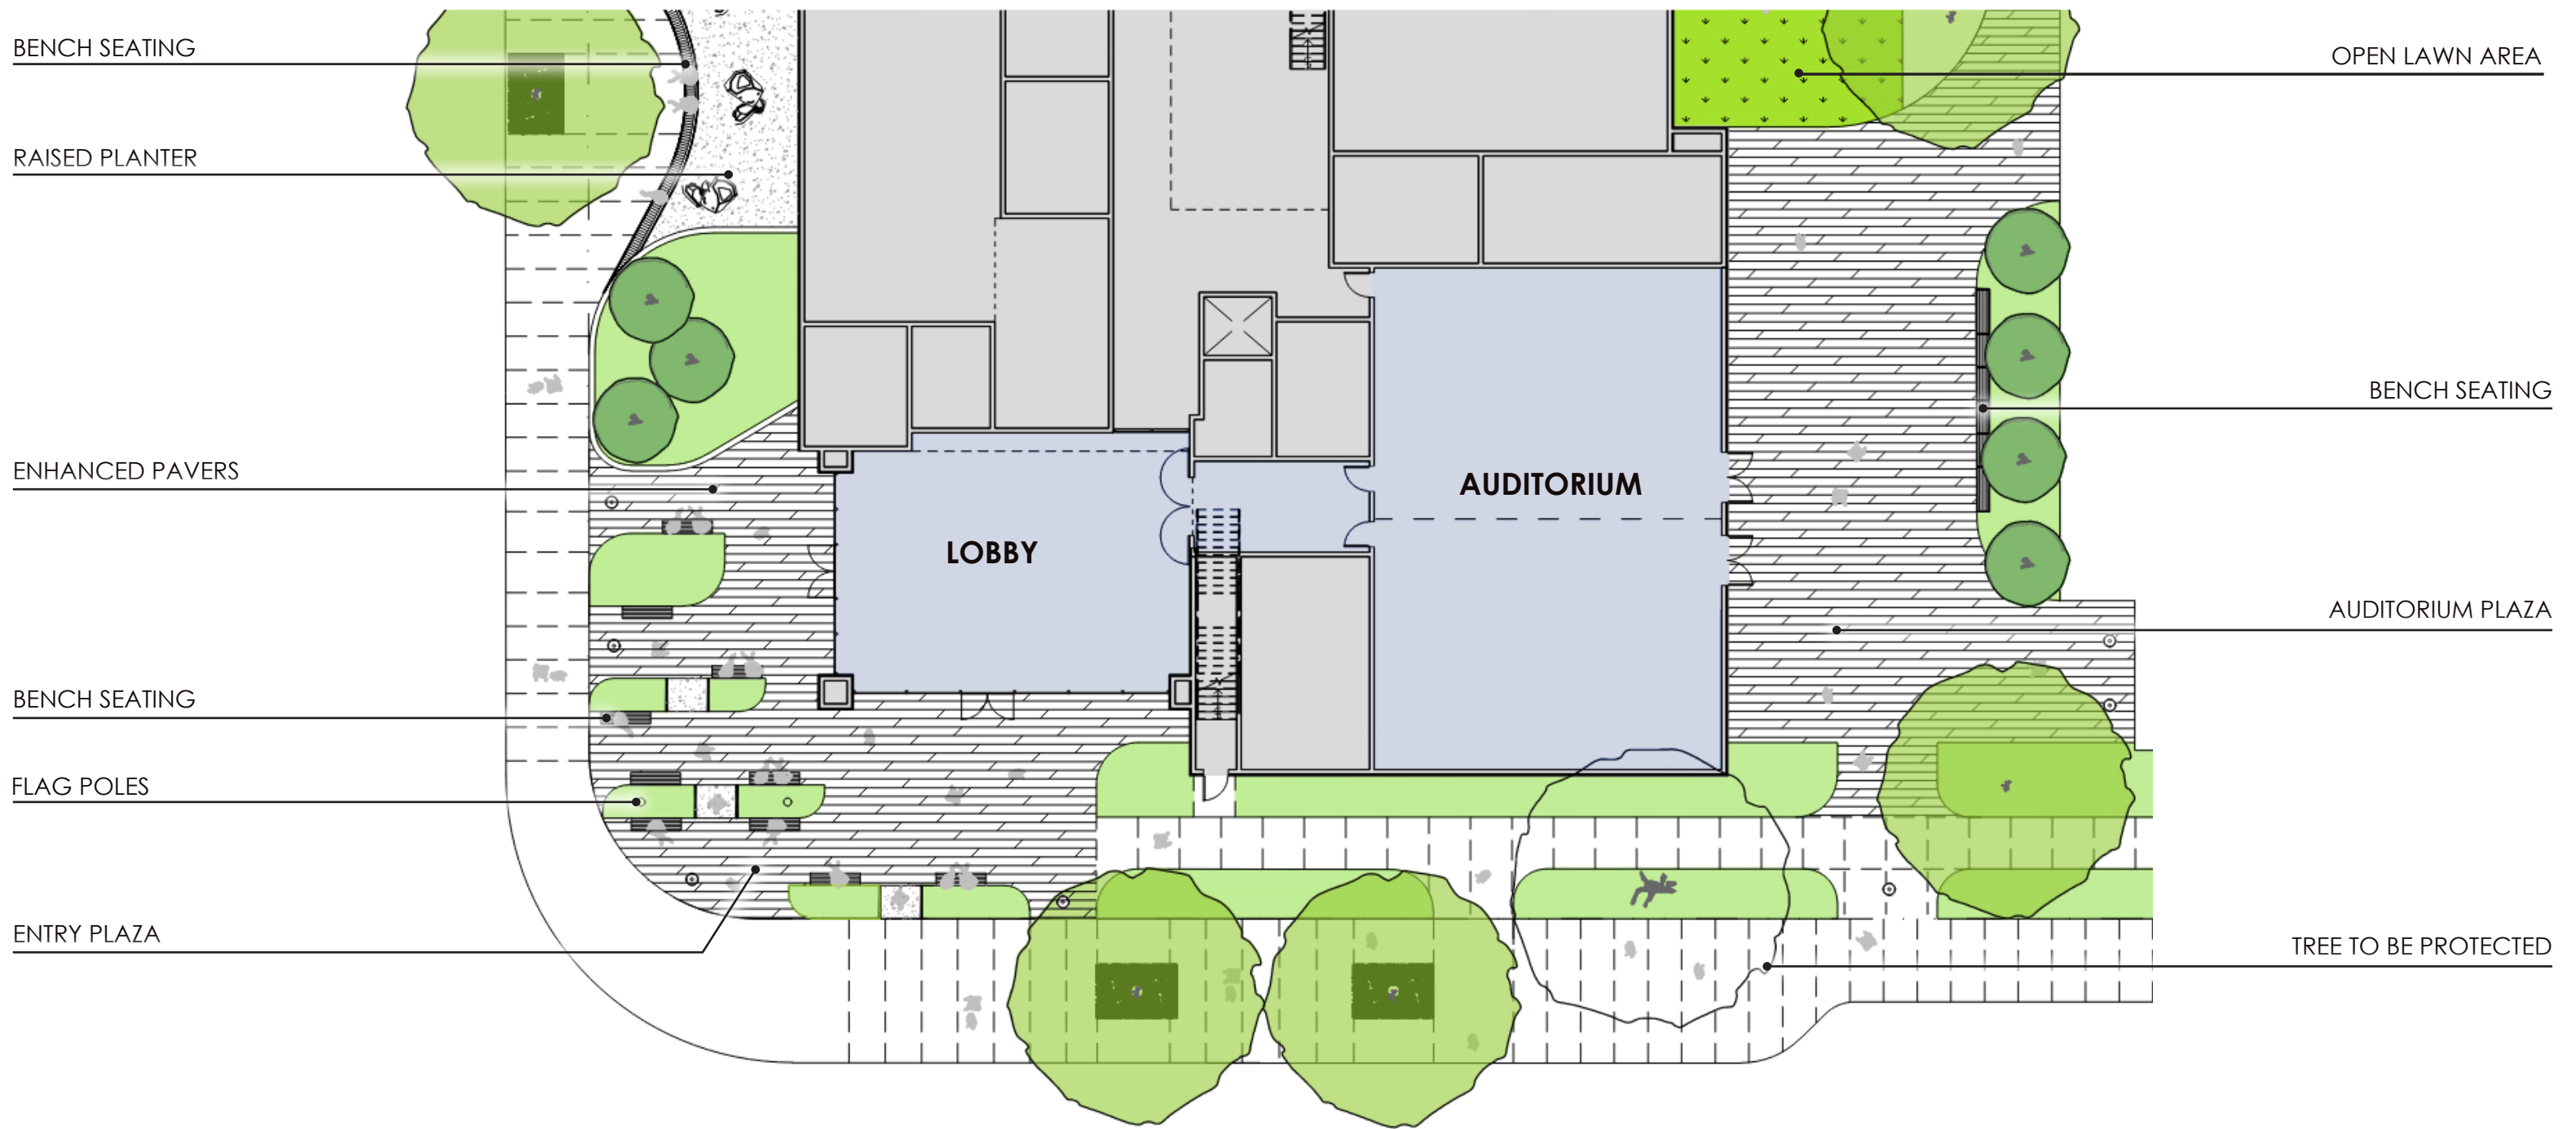 BENCH SEATING
OPEN LAWN AREA
RAISED PLANTER
BENCH SEATING
ENHANCED PAVERS
AUDITORIUM
LOBBY
AUDITORIUM PLAZA
BENCH SEATING
FLAG POLES
ENTRY PLAZA
TREE TO BE PROTECTED